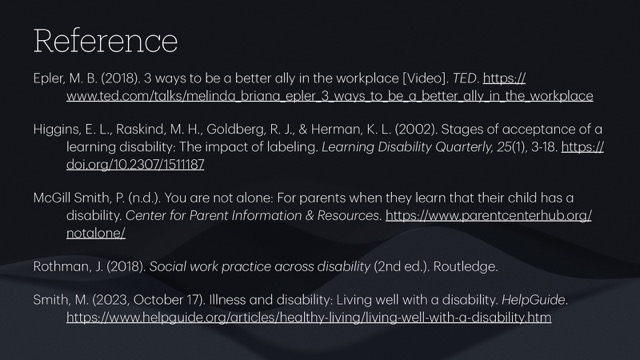 Reference
Epler, M. B. (2018). 3 ways to be a better ally in the workplace [Video]. TED. https://
www.ted.com/talks/melinda_briana_epler_3_ways_to_be_a_better_ally_in_the_workplace
Higgins, E. L., Raskind, M. H., Goldberg, R. J., & Herman, K. L. (2002). Stages of acceptance of a
learning disability: The impact of labeling. Learning Disability Quarterly, 25(1), 3-18. https://
doi.org/10.2307/1511187
McGill Smith, P. (n.d.). You are not alone: For parents when they learn that their child has a
disability. Center for Parent Information & Resources. https://www.parentcenterhub.org/
notalone/
Rothman, J. (2018). Social work practice across disability (2nd ed.). Routledge.
Smith, M. (2023, October 17). Illness and disability: Living well with a disability. HelpGuide.
https://www.helpguide.org/articles/healthy-living/living-well-with-a-disability.htm